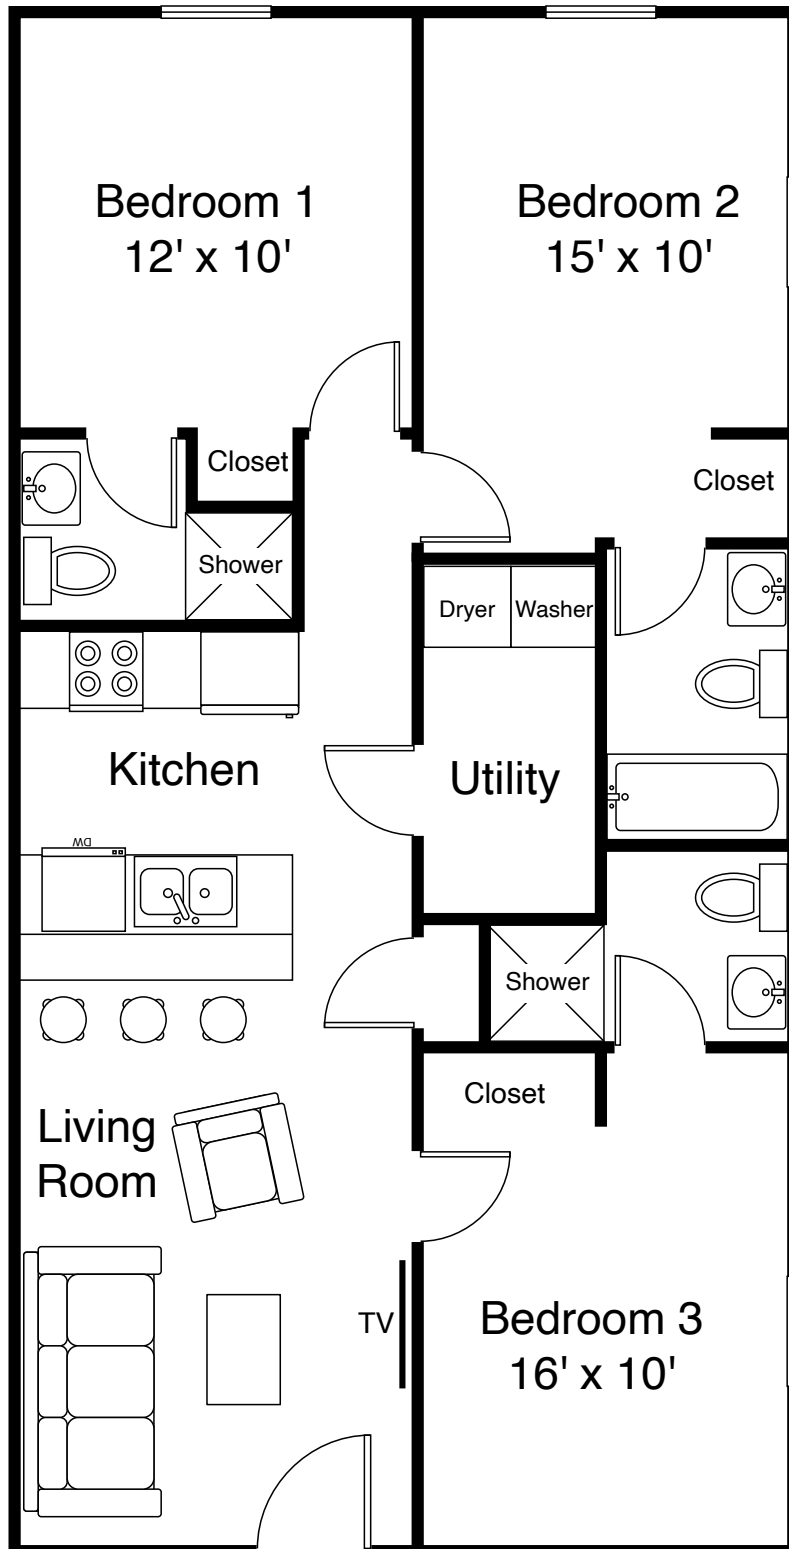 Bedroom 1
12' x 10'
Bedroom 2
15' x 10'
Closet
Closet
Shower
Dryer
Washer
Kitchen
Utility
DW
Shower
Closet
Living
Room
TV
Bedroom 3
16' x 10'